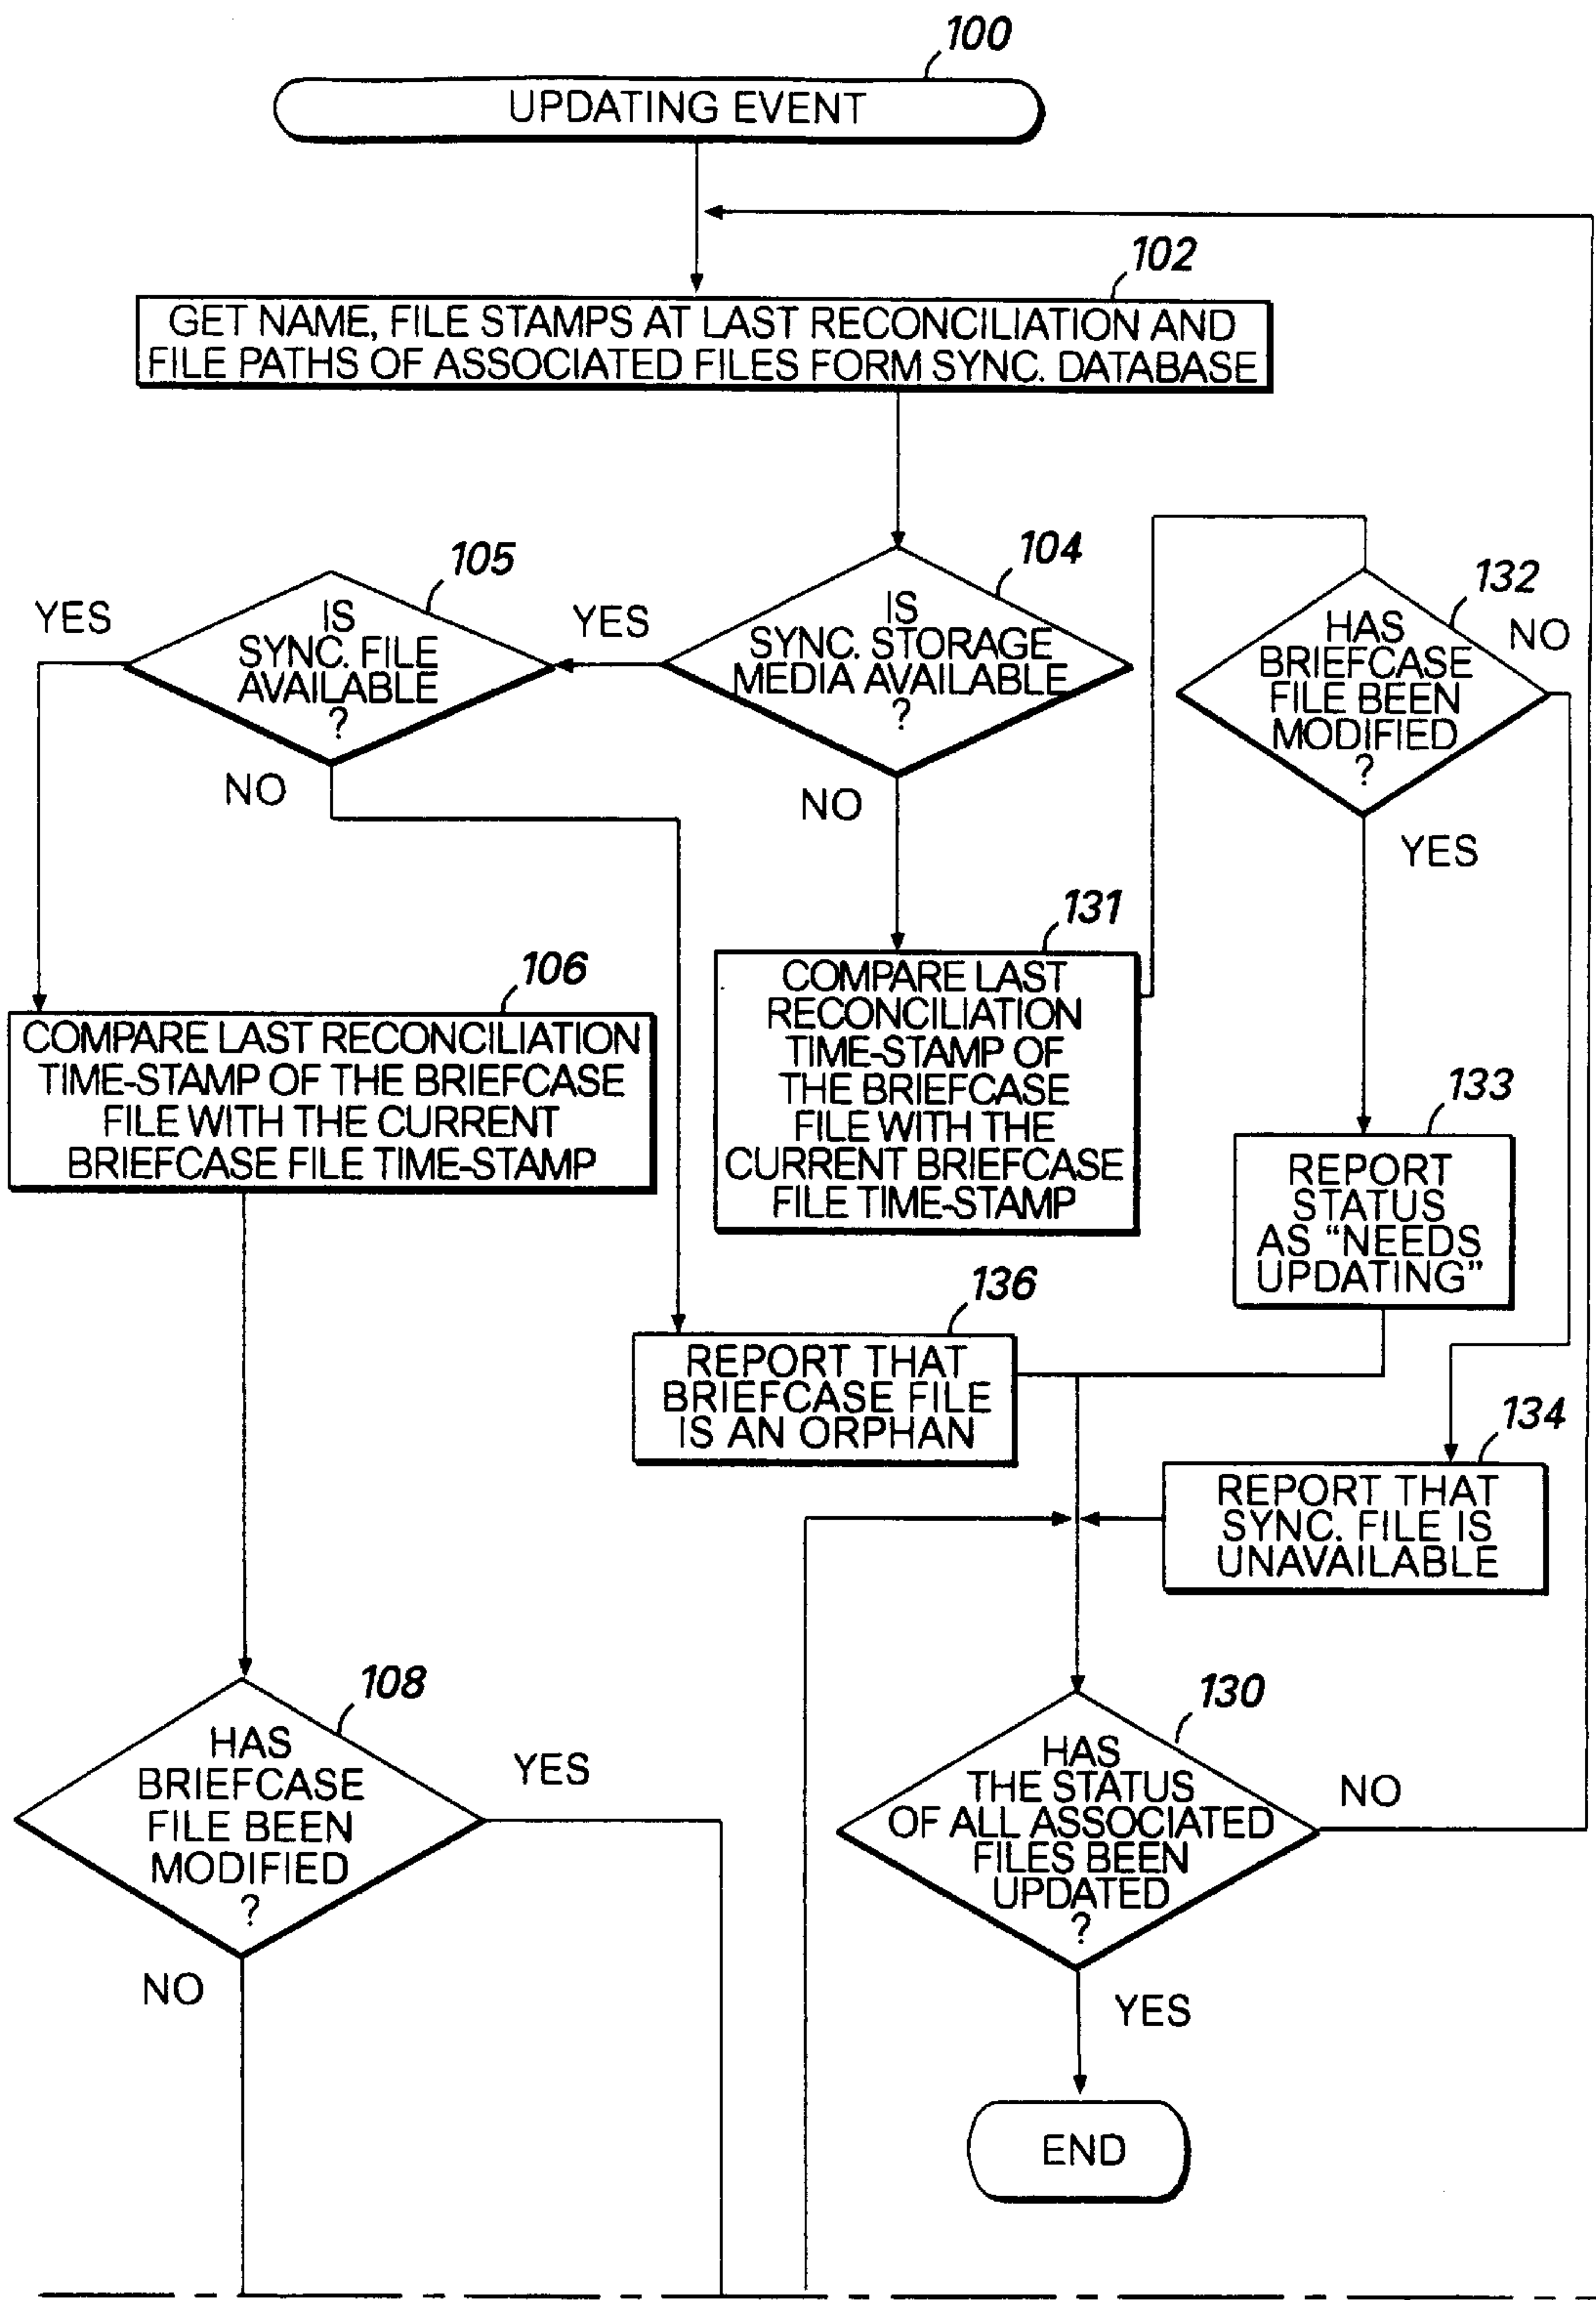 100
UPDATING EVENT
102
GET NAME, FILE STAMPS AT LAST RECONCILIATION AND
FILE PATHS OF ASSOCIATED FILES FORM SYNC. DATABASE
105
YES
IS
SYNC. FILE
AVAILABLE
?
NO
104
YES
IS
SYNC. STORAGE
MEDIA AVAILABLE
?
NO
132
HAS
BRIEFCASE
FILE BEEN
MODIFIED
?
NO
YES
106
COMPARE LAST RECONCILIATION
TIME-STAMP OF THE BRIEFCASE
FILE WITH THE CURRENT
BRIEFCASE FILE TIME-STAMP
131
COMPARE LAST
RECONCILIATION
TIME-STAMP OF
THE BRIEFCASE
FILE WITH THE
CURRENT BRIEFCASE
FILE TIME-STAMP
133
REPORT
STATUS
AS “NEEDS
UPDATING”
136
REPORT THAT
BRIEFCASE FILE
IS AN ORPHAN
134
REPORT THAT
SYNC. FILE IS
UNAVAILABLE
108
HAS
BRIEFCASE
FILE BEEN
MODIFIED
?
YES
NO
130
HAS
THE STATUS
OF ALL ASSOCIATED
FILES BEEN
UPDATED
?
NO
YES
END